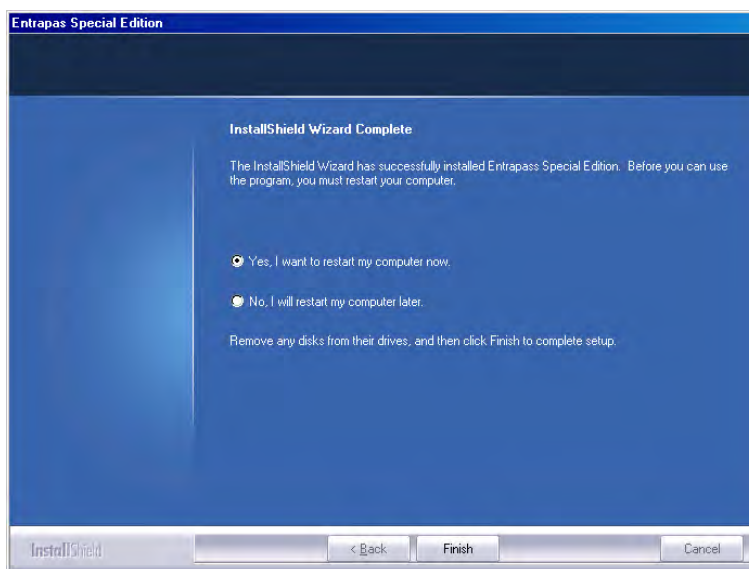 Entrapas Special Edition
InstallShield Wizard Complete
The InstallShield Wizard has successfully installed Entrapass Special Edition. Before you can use
the program, you must restart your computer.
Yes, I want to restart my computer now.
No, I will restart my computer later.
Remove any disks from their drives, and then click Finish to complete setup.
InstallShield
< Back
Finish
Cancel